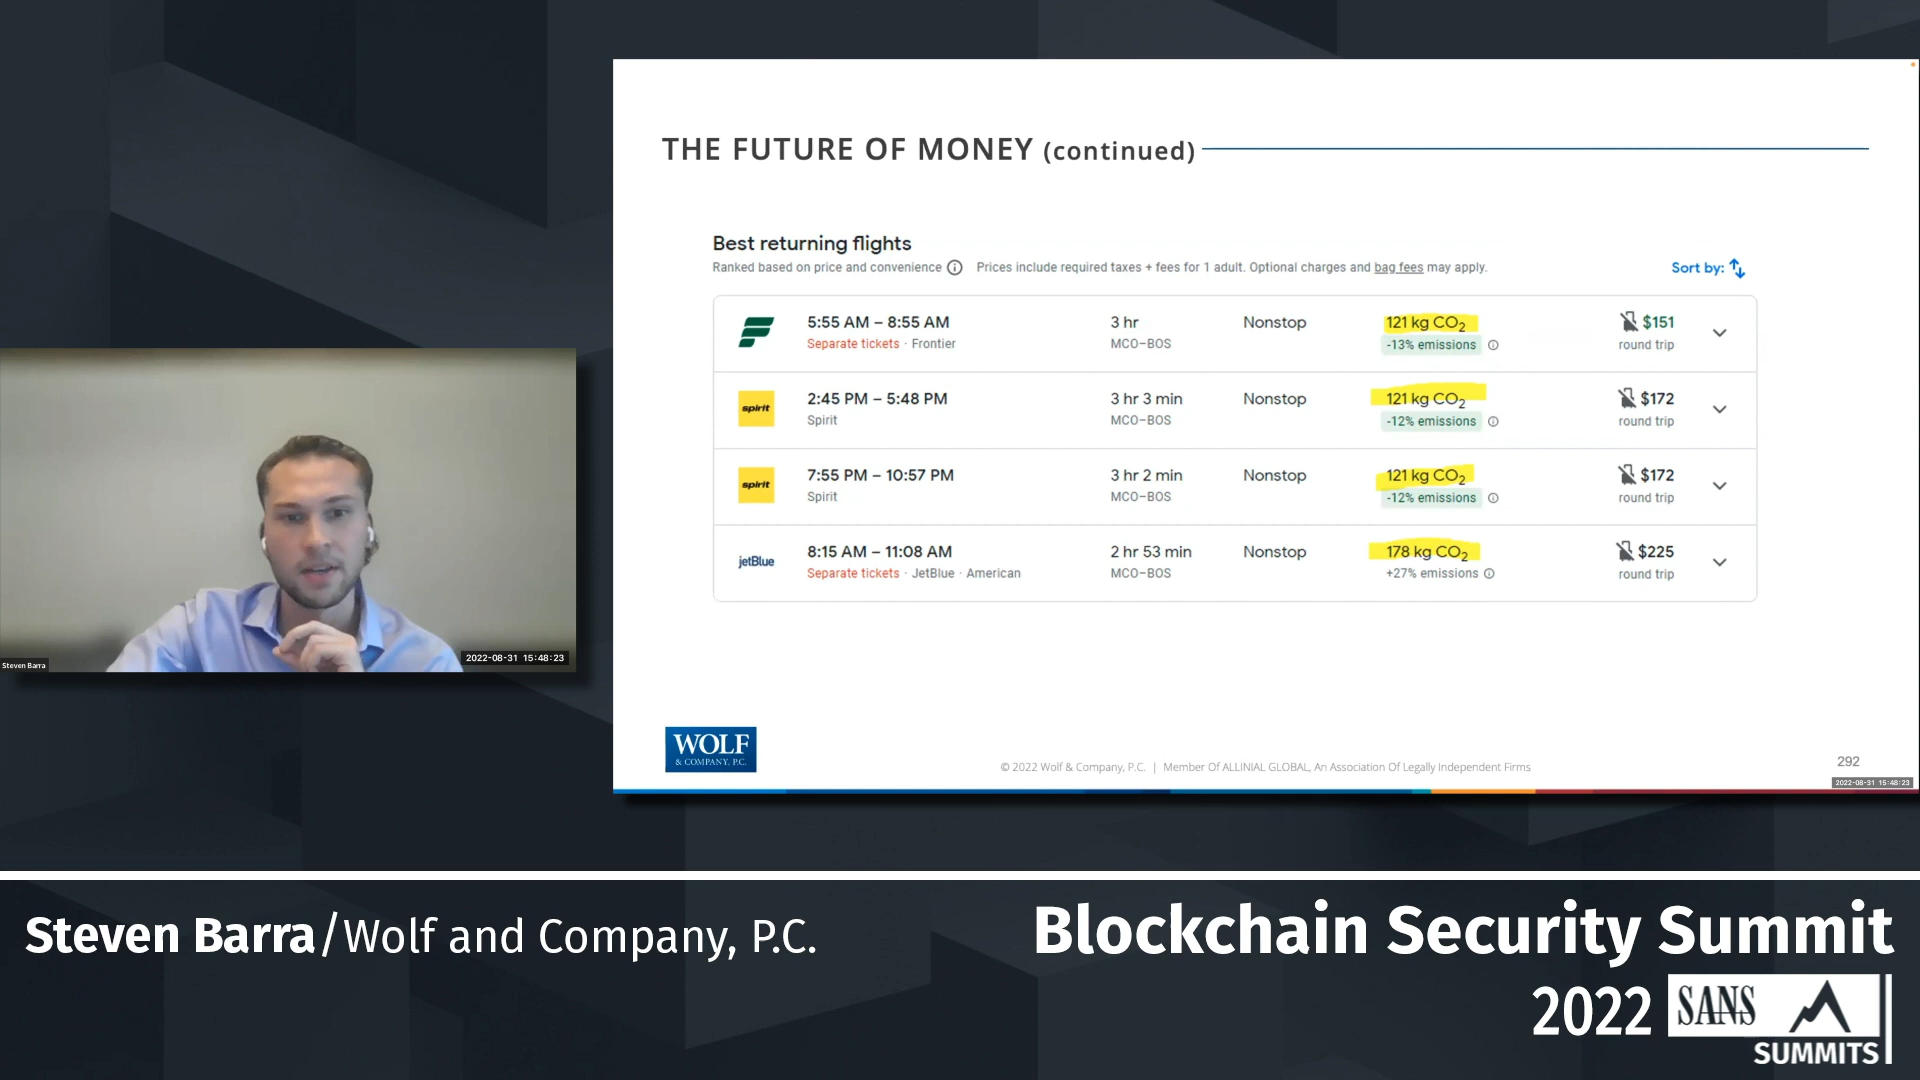 THE FUTURE OF MONEY (continued)
Best returning flights
Ranked based on price and convenience Prices include required taxes + fees for 1 adult. Optional charges and bag fees may apply.
Sort by:
5:55 AM – 8:55 AM 3 hr Nonstop 121 kg CO2 $151
Separate tickets · Frontier MCO–BOS -13% emissions round trip
spirit 2:45 PM – 5:48 PM 3 hr 3 min Nonstop 121 kg CO2 $172
Spirit MCO–BOS -12% emissions round trip
spirit 7:55 PM – 10:57 PM 3 hr 2 min Nonstop 121 kg CO2 $172
Spirit MCO–BOS -12% emissions round trip
jetBlue 8:15 AM – 11:08 AM 2 hr 53 min Nonstop 178 kg CO2 $225
Separate tickets · JetBlue · American MCO–BOS +27% emissions round trip
Steven Barra
2022-08-31 15:48:23
WOLF
& COMPANY, P.C.
© 2022 Wolf & Company, P.C. | Member Of ALLINIAL GLOBAL, An Association Of Legally Independent Firms
292
2022-08-31 15:48:23
Steven Barra/Wolf and Company, P.C.
Blockchain Security Summit
2022 SANS
SUMMITS